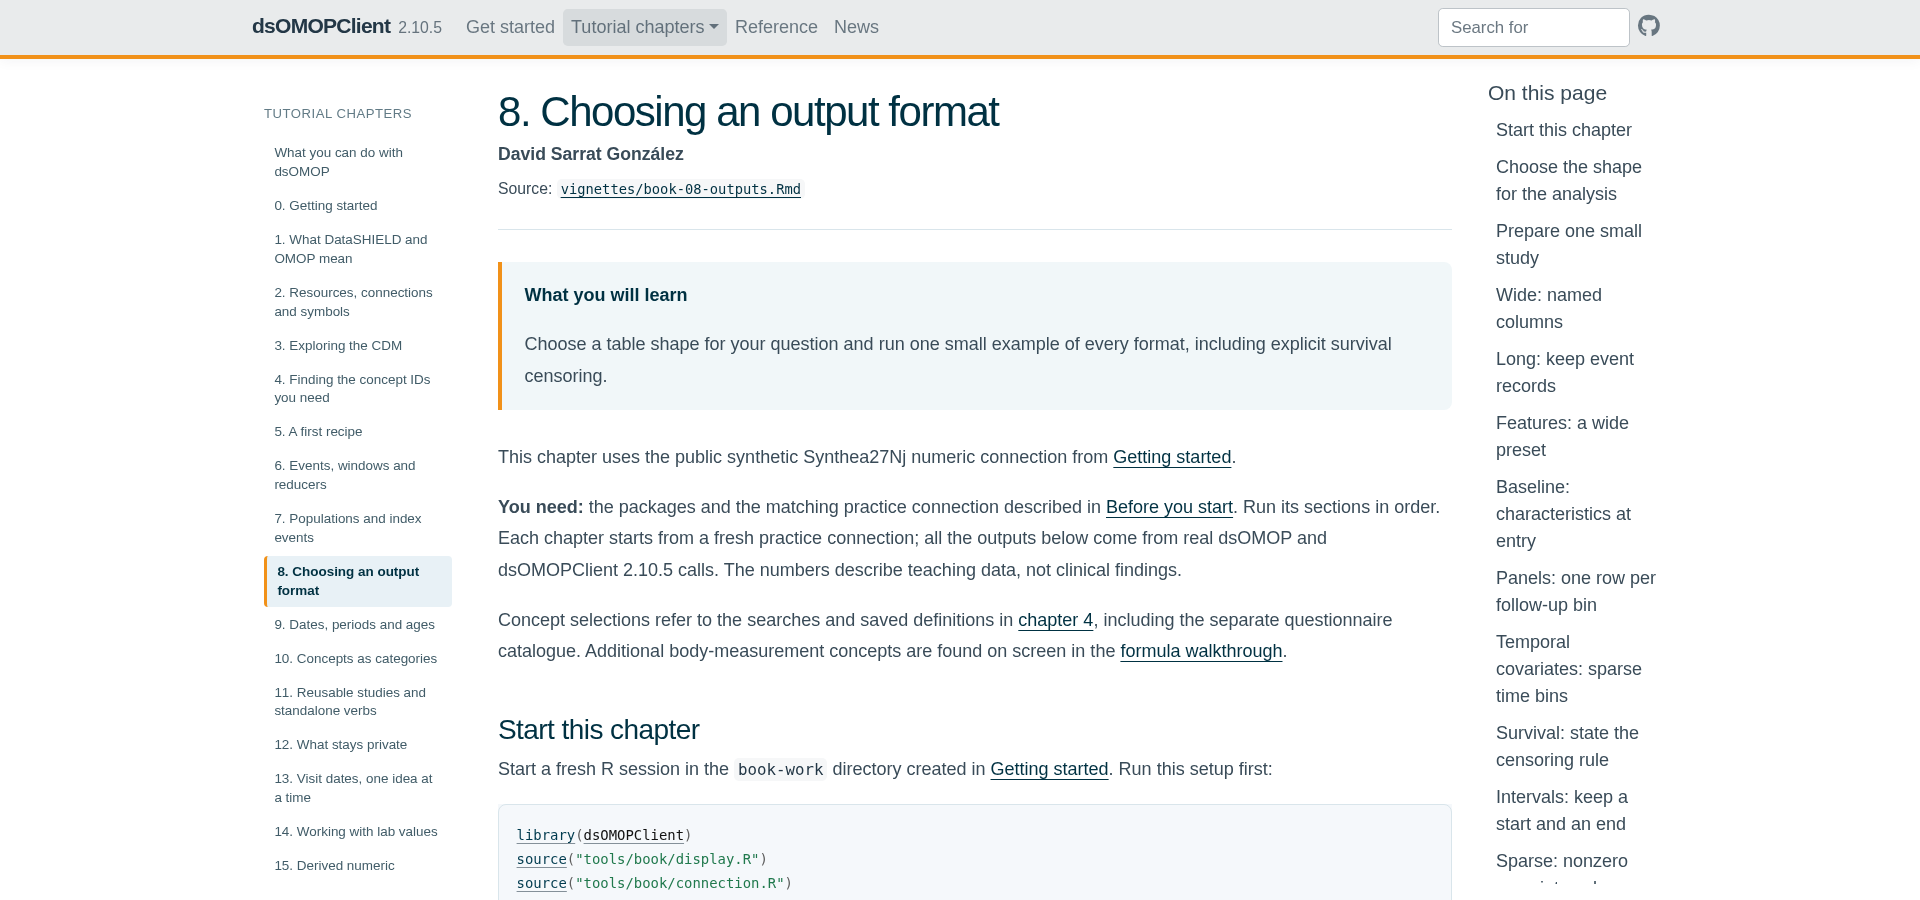 dsOMOPClient 2.10.5 Get started Tutorial chapters Reference News Search for
TUTORIAL CHAPTERS
What you can do with
dsOMOP
0. Getting started
1. What DataSHIELD and
OMOP mean
2. Resources, connections
and symbols
3. Exploring the CDM
4. Finding the concept IDs
you need
5. A first recipe
6. Events, windows and
reducers
7. Populations and index
events
8. Choosing an output
format
9. Dates, periods and ages
10. Concepts as categories
11. Reusable studies and
standalone verbs
12. What stays private
13. Visit dates, one idea at
a time
14. Working with lab values
15. Derived numeric
8. Choosing an output format
David Sarrat González
Source: vignettes/book-08-outputs.Rmd
What you will learn
Choose a table shape for your question and run one small example of every format, including explicit survival
censoring.
This chapter uses the public synthetic Synthea27Nj numeric connection from Getting started.
You need: the packages and the matching practice connection described in Before you start. Run its sections in order.
Each chapter starts from a fresh practice connection; all the outputs below come from real dsOMOP and
dsOMOPClient 2.10.5 calls. The numbers describe teaching data, not clinical findings.
Concept selections refer to the searches and saved definitions in chapter 4, including the separate questionnaire
catalogue. Additional body-measurement concepts are found on screen in the formula walkthrough.
Start this chapter
Start a fresh R session in the book-work directory created in Getting started. Run this setup first:
library(dsOMOPClient)
source("tools/book/display.R")
source("tools/book/connection.R")
On this page
Start this chapter
Choose the shape
for the analysis
Prepare one small
study
Wide: named
columns
Long: keep event
records
Features: a wide
preset
Baseline:
characteristics at
entry
Panels: one row per
follow-up bin
Temporal
covariates: sparse
time bins
Survival: state the
censoring rule
Intervals: keep a
start and an end
Sparse: nonzero